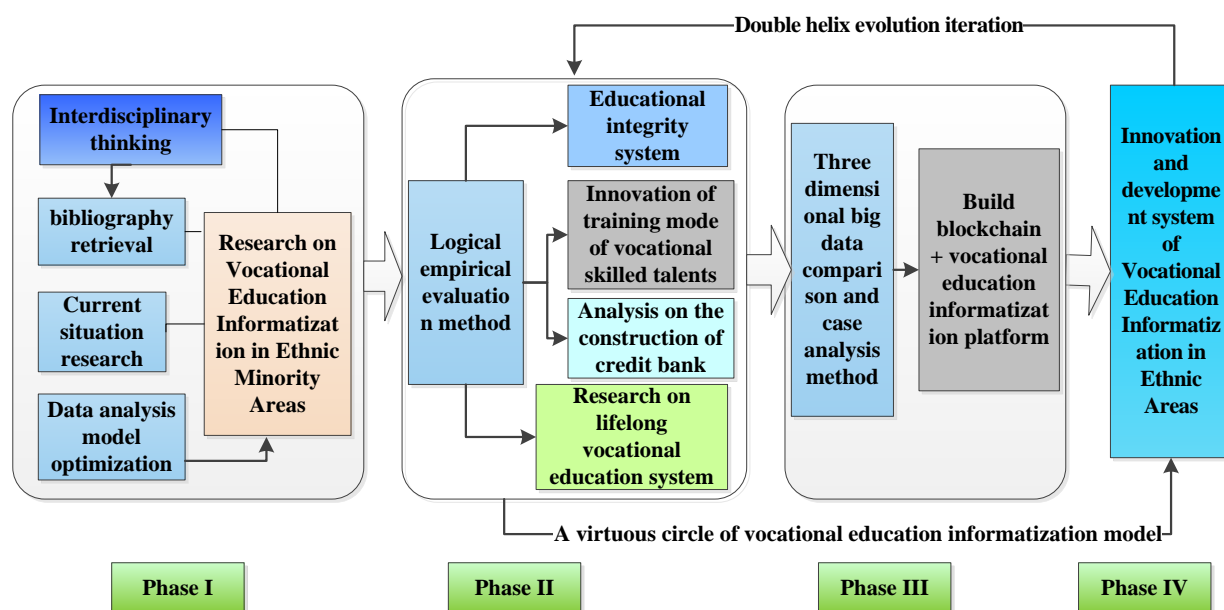 Double helix evolution iteration
Interdisciplinary
thinking
bibliography
retrieval
Current
situation
research
Data analysis
model
optimization
Research on
Vocational
Education
Informatizat
ion in Ethnic
Minority
Areas
Logical
empirical
evaluatio
n method
Educational
integrity
system
Innovation of
training mode
of vocational
skilled talents
Analysis on the
construction of
credit bank
Research on
lifelong
vocational
education system
Three
dimensi
onal big
data
compari
son and
case
analysis
method
Build
blockchain
+ vocational
education
informatizat
ion platform
Innovation
and
developme
nt system
of
Vocational
Education
Informatiz
ation in
Ethnic
Areas
A virtuous circle of vocational education informatization model
Phase I
Phase II
Phase III
Phase IV